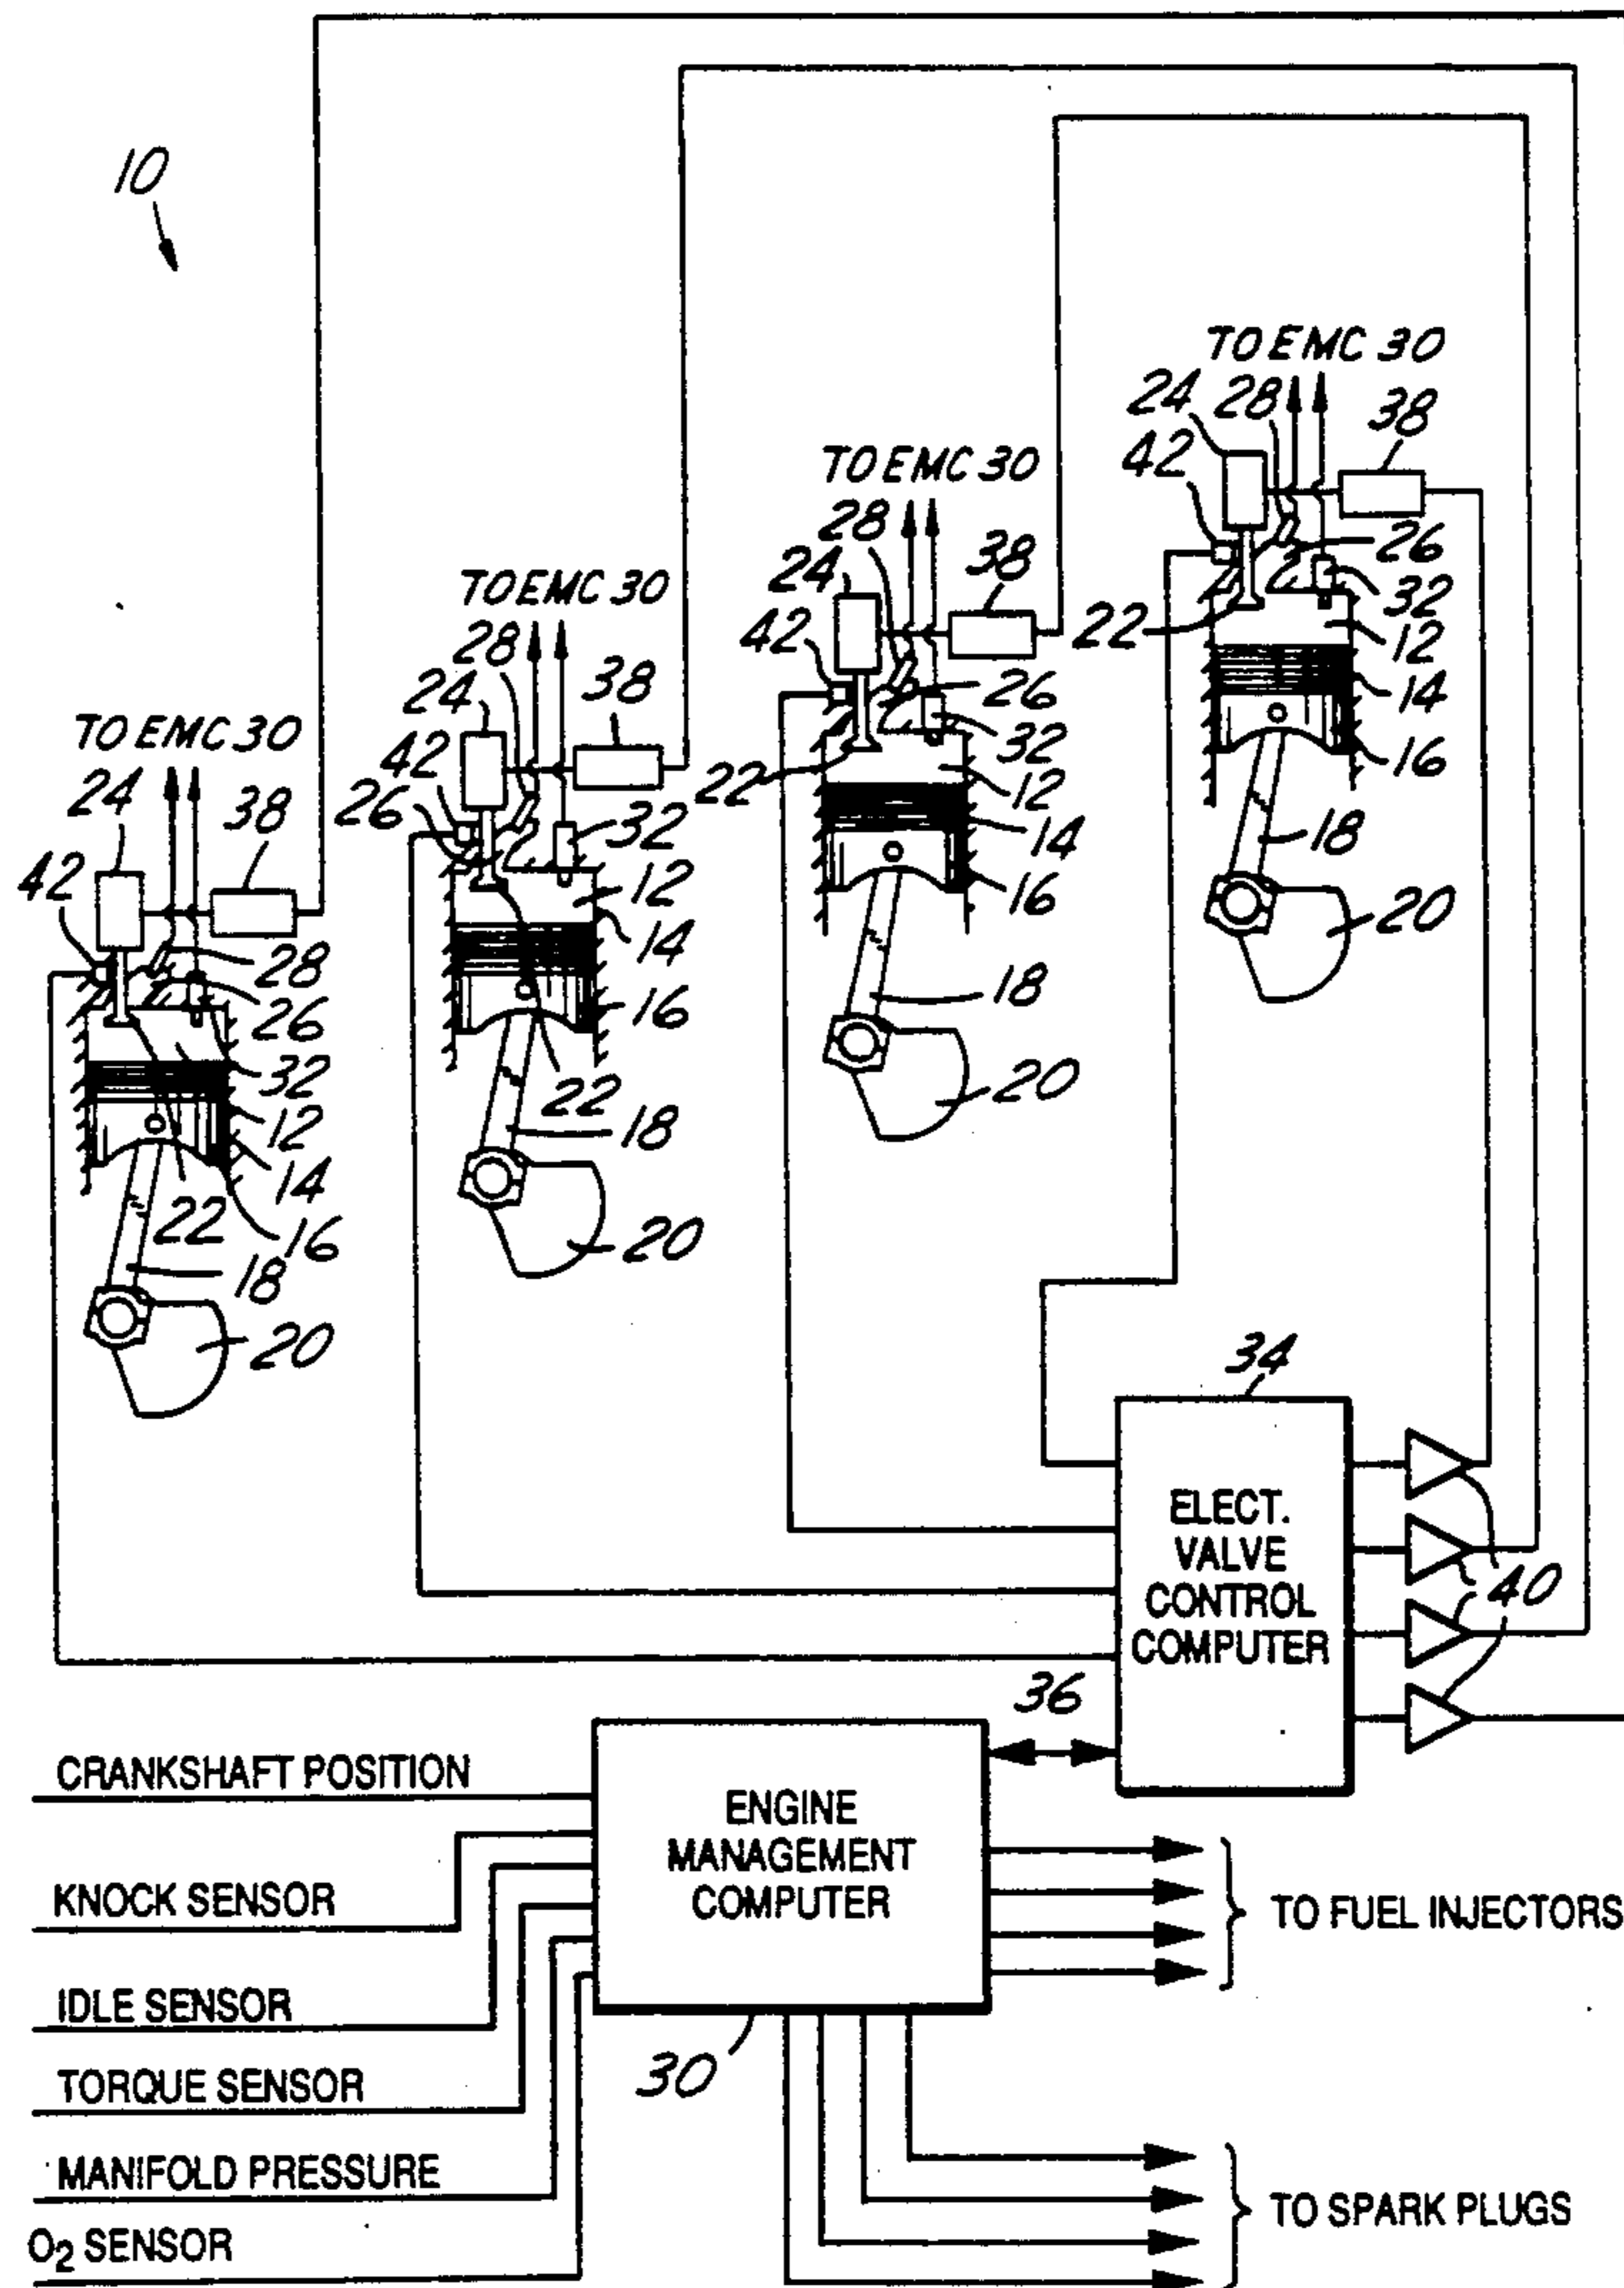 10
TO EMC 30
24 28 38
42
26
32
22
12
14
16
18
20
TO EMC 30
28
24 38
42
26
32
22
12
14
16
18
20
TO EMC 30
28
24 38
42
26
32
12
14
16
22
18
20
TO EMC 30
24 38
42
28
26
32
12
14
22
16
18
20
34
ELECT.
VALVE
CONTROL
COMPUTER
40
36
CRANKSHAFT POSITION
KNOCK SENSOR
IDLE SENSOR
TORQUE SENSOR
MANIFOLD PRESSURE
O2 SENSOR
ENGINE
MANAGEMENT
COMPUTER
30
TO FUEL INJECTORS
TO SPARK PLUGS